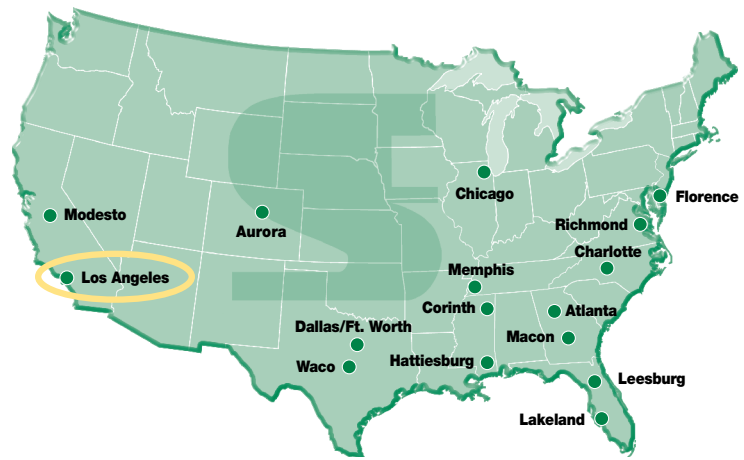 Chicago
Florence
Modesto
Richmond
Aurora
Charlotte
Los Angeles
Memphis
Corinth
Atlanta
Dallas/Ft. Worth
Macon
Waco
Hattiesburg
Leesburg
Lakeland